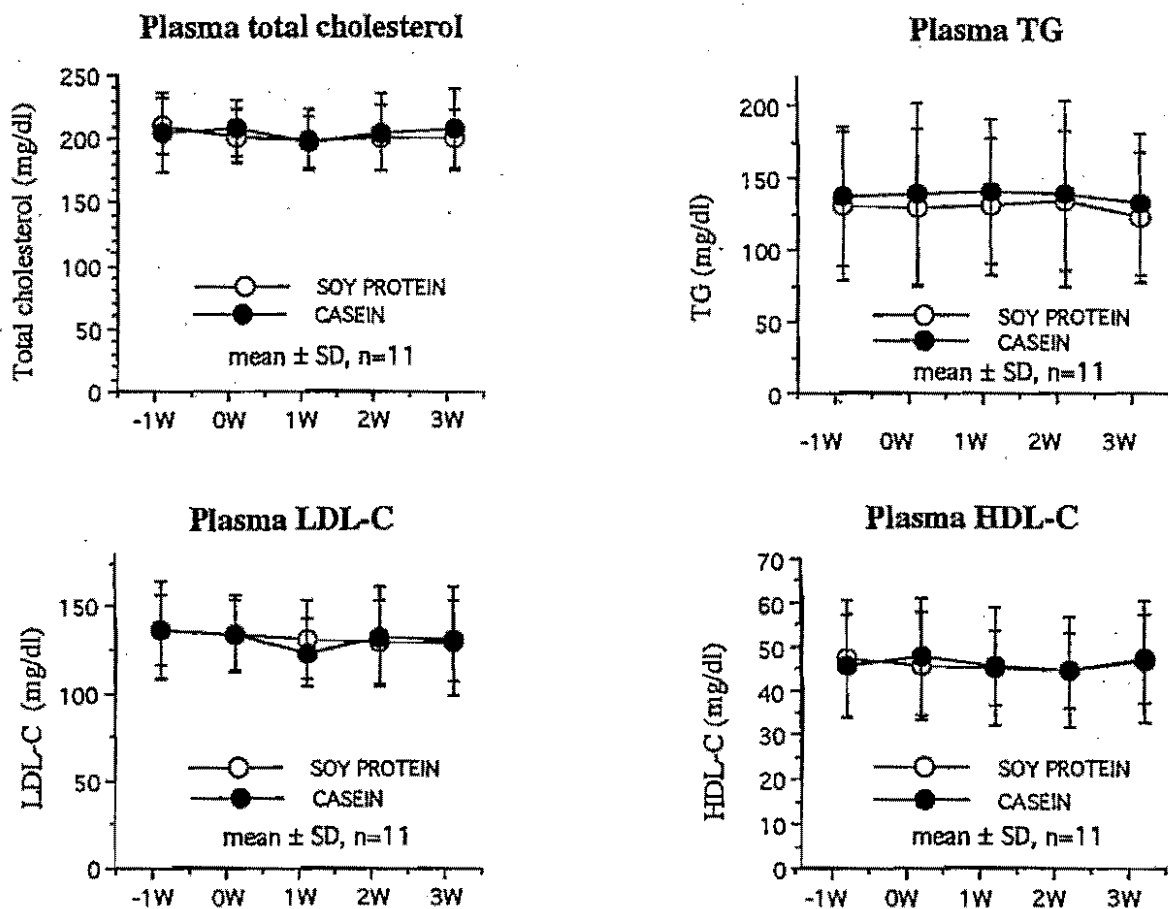 Plasma total cholesterol
Total cholesterol (mg/dl)
250
200
150
100
50
0
SOY PROTEIN
CASEIN
mean ± SD, n=11
-1W 0W 1W 2W 3W
Plasma TG
TG (mg/dl)
200
150
100
50
0
SOY PROTEIN
CASEIN
mean ± SD, n=11
-1W 0W 1W 2W 3W
Plasma LDL-C
LDL-C (mg/dl)
150
100
50
0
SOY PROTEIN
CASEIN
mean ± SD, n=11
-1W 0W 1W 2W 3W
Plasma HDL-C
HDL-C (mg/dl)
70
60
50
40
30
20
10
0
SOY PROTEIN
CASEIN
mean ± SD, n=11
-1W 0W 1W 2W 3W